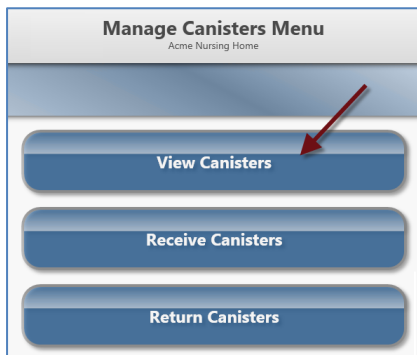 Manage Canisters Menu
Acme Nursing Home
View Canisters
Receive Canisters
Return Canisters